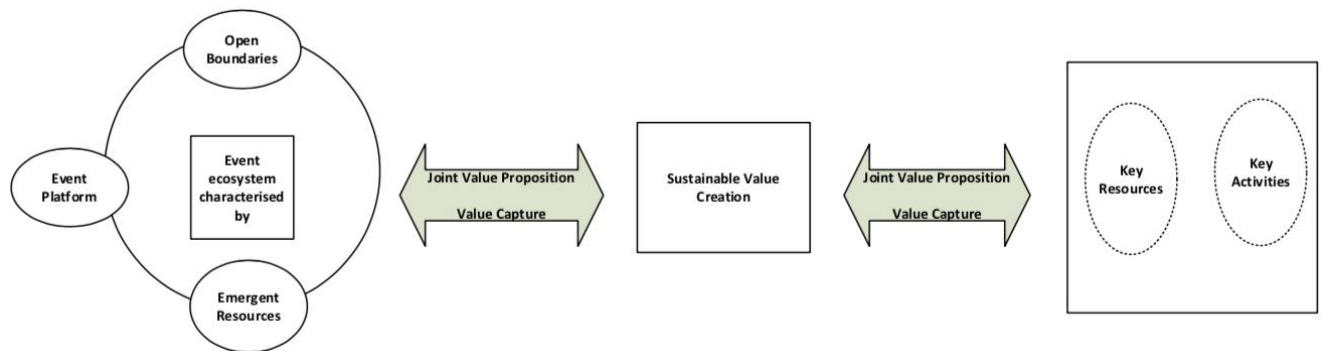 Open
Boundaries
Event
Platform
Event
ecosystem
characterised
by
Emergent
Resources
Joint Value Proposition
Value Capture
Sustainable Value
Creation
Joint Value Proposition
Value Capture
Key
Resources
Key
Activities